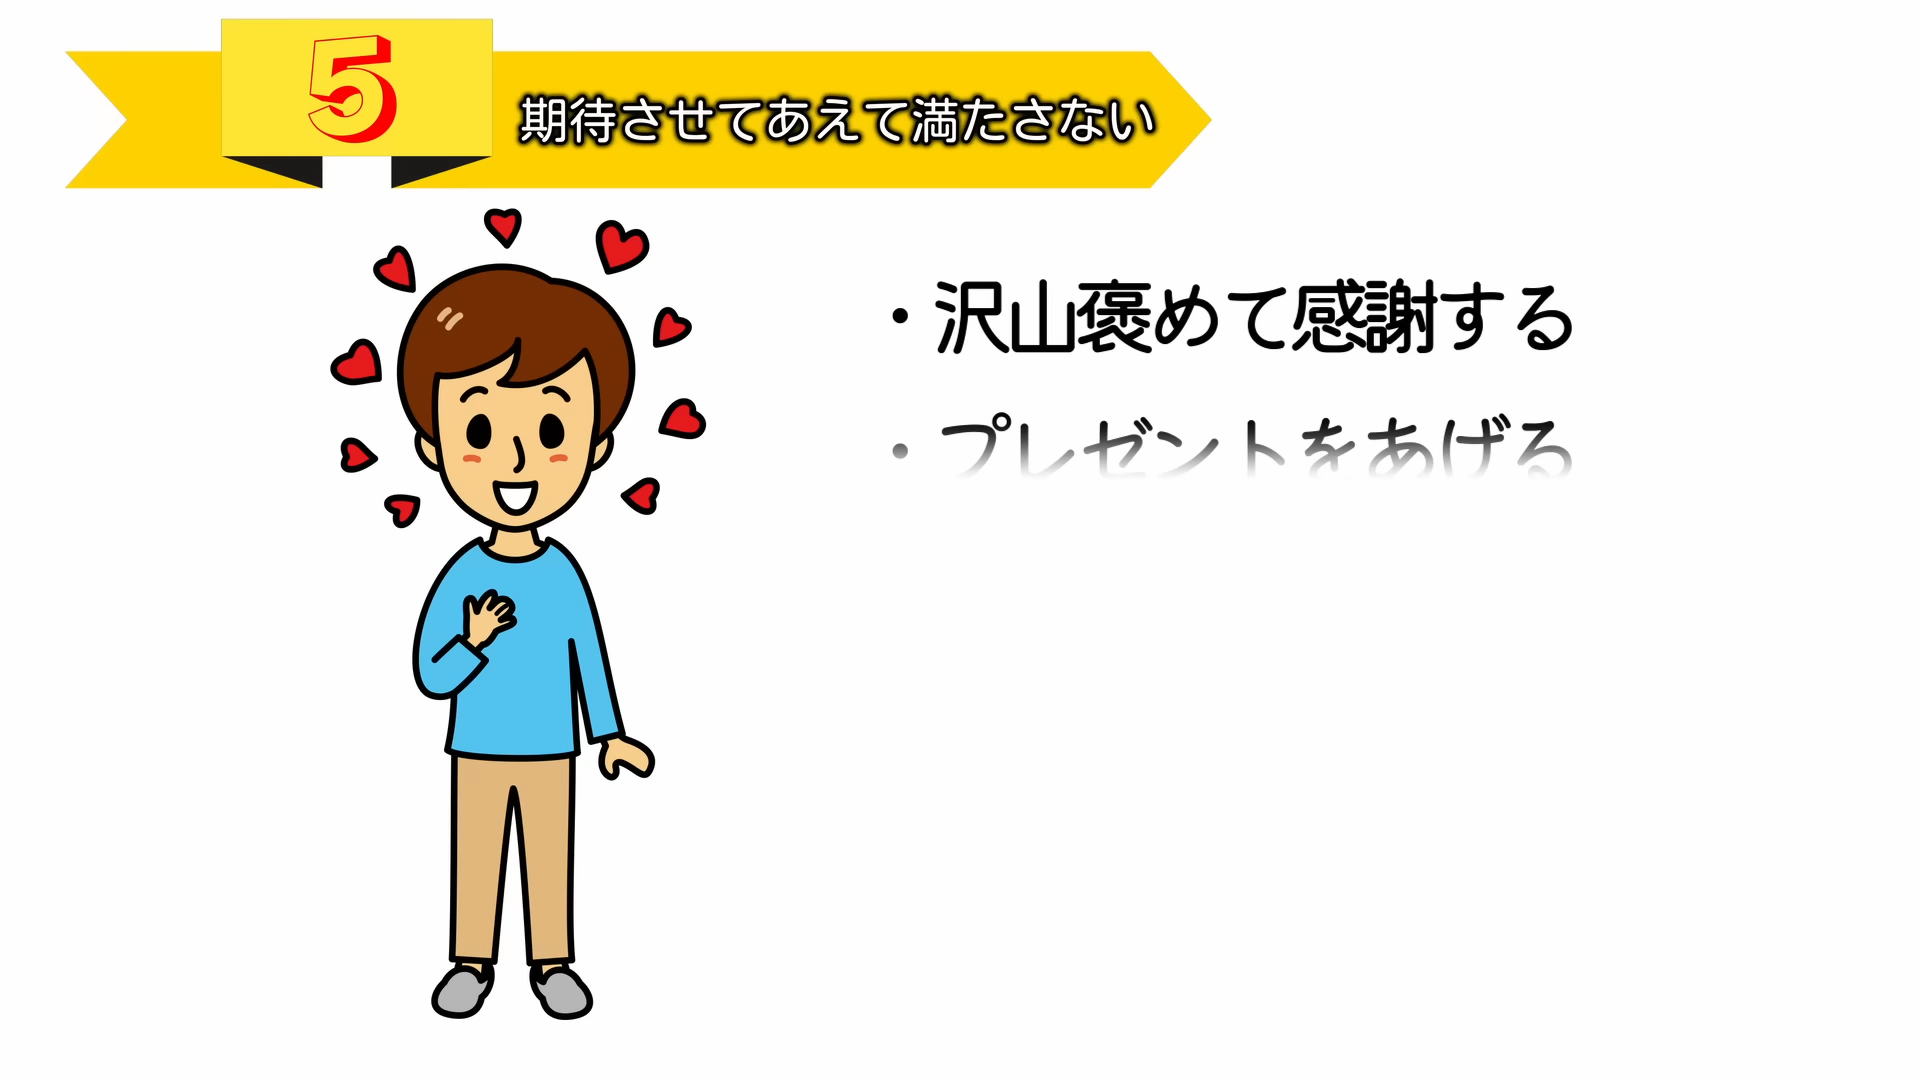 5
期待させてあえて満たさない
・沢山褒めて感謝する
・プレゼントをあげる